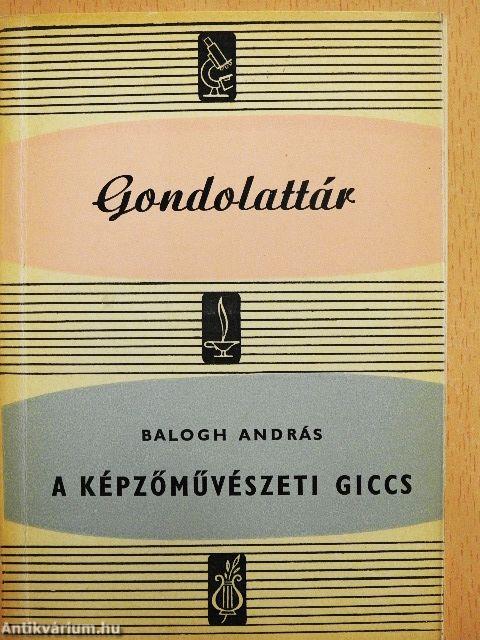 Gondolattár
BALOGH ANDRÁS
A KÉPZŐMŰVÉSZETI GICCS
Antikvárium.hu